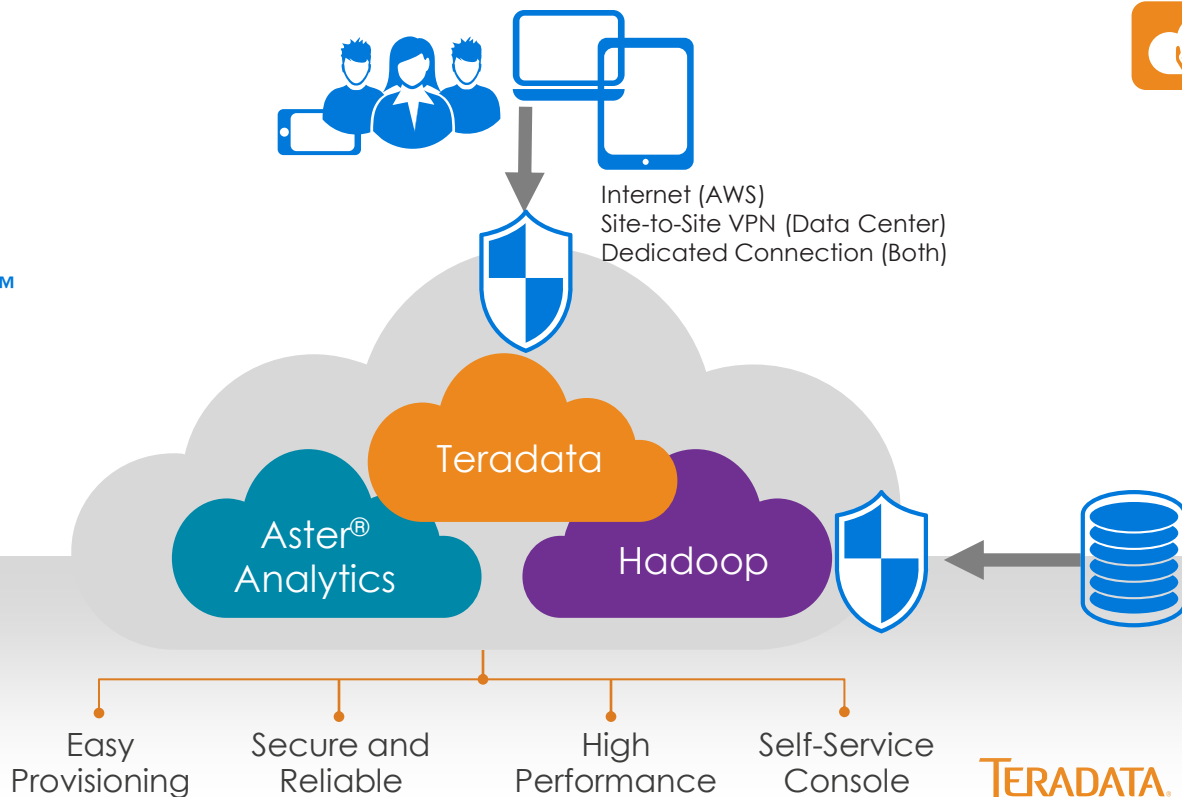 Internet (AWS)
Site-to-Site VPN (Data Center)
Dedicated Connection (Both)
TM
Teradata
Aster®
Analytics
Hadoop
Easy
Provisioning
Secure and
Reliable
High
Performance
Self-Service
Console
TERADATA.